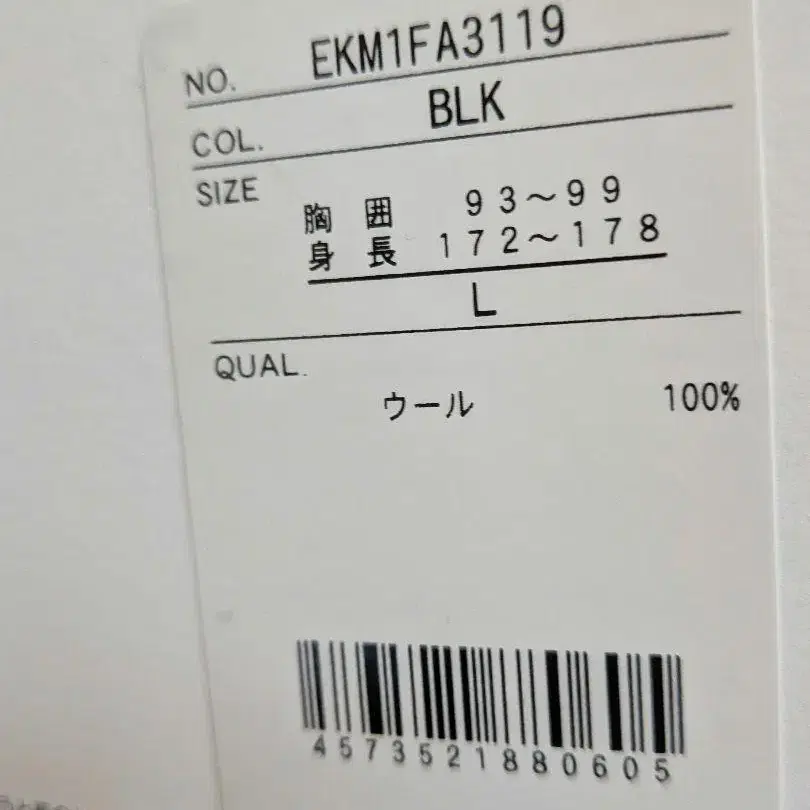 NO. EKM1FA3119
COL. BLK
SIZE 胸囲 93～99
身長 172～178
L
QUAL.
ウール 100%
4573521880605